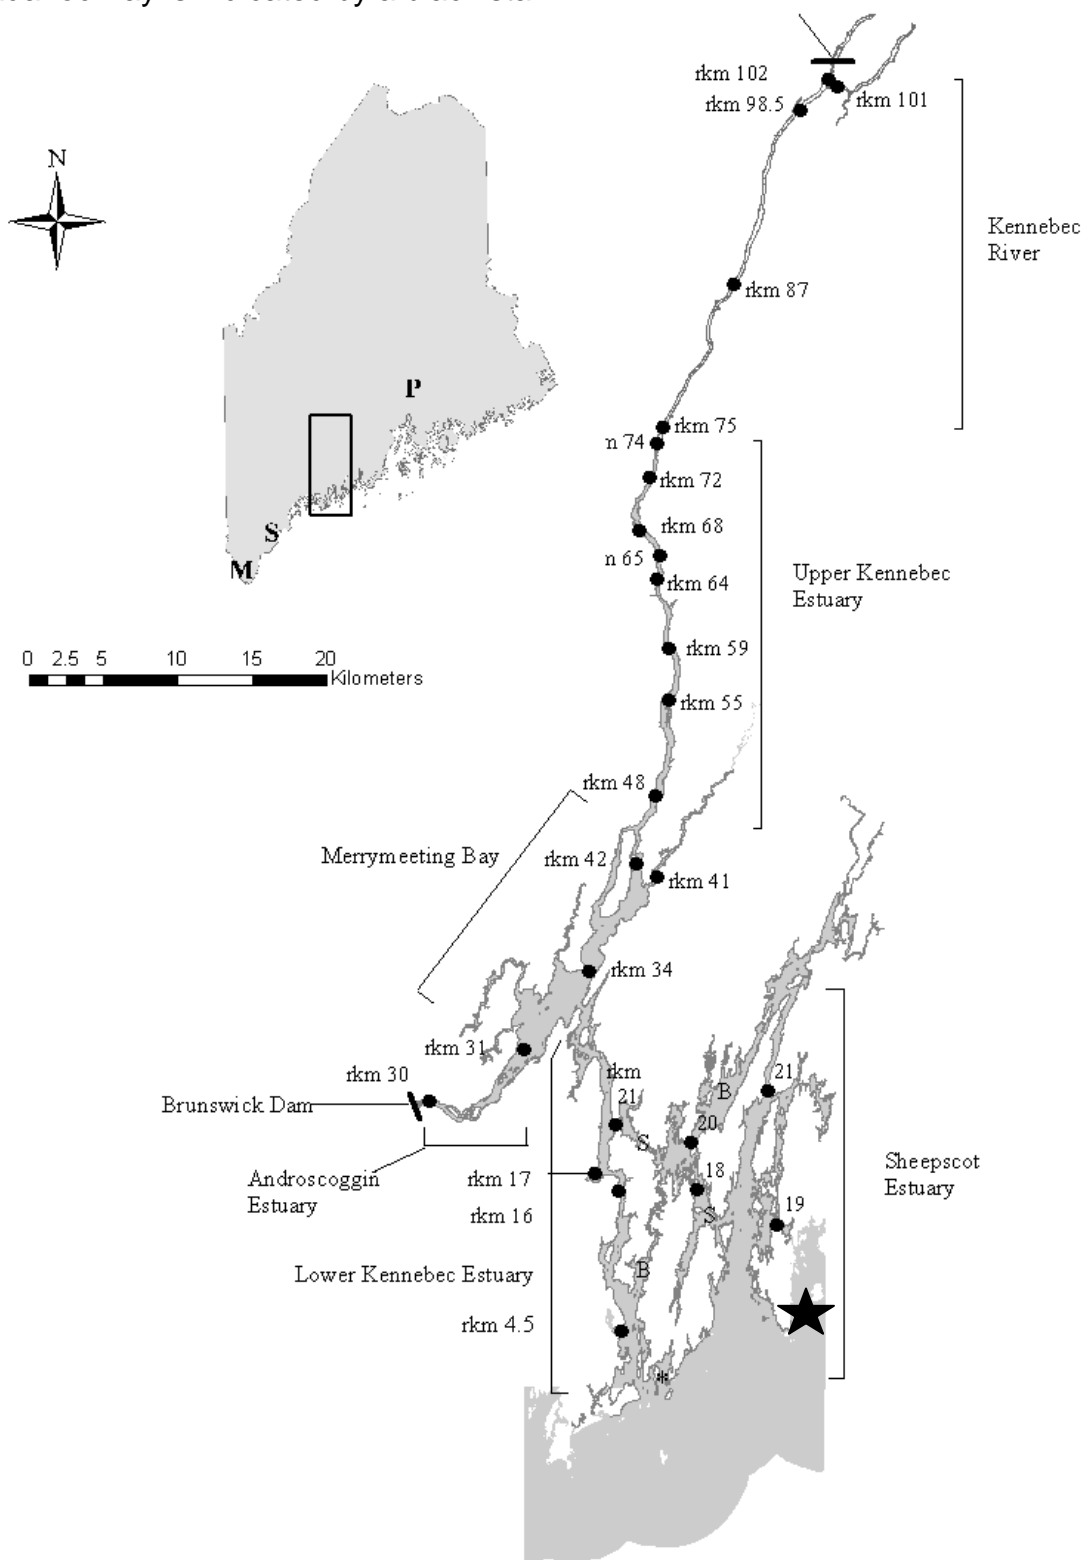 rkm 102
rkm 101
rkm 98.5
N
Kennebec
River
rkm 87
P
rkm 75
n 74
rkm 72
S
rkm 68
n 65
M
rkm 64
Upper Kennebec
Estuary
rkm 59
0 2.5 5 10 15 20
Kilometers
rkm 55
rkm 48
Merrymeeting Bay
rkm 42
rkm 41
rkm 34
rkm 31
rkm 30
rkm
21
21
B
Brunswick Dam
20
S
Androscoggin
Estuary
rkm 17
18
Sheepscot
Estuary
rkm 16
S
19
Lower Kennebec Estuary
B
rkm 4.5
*